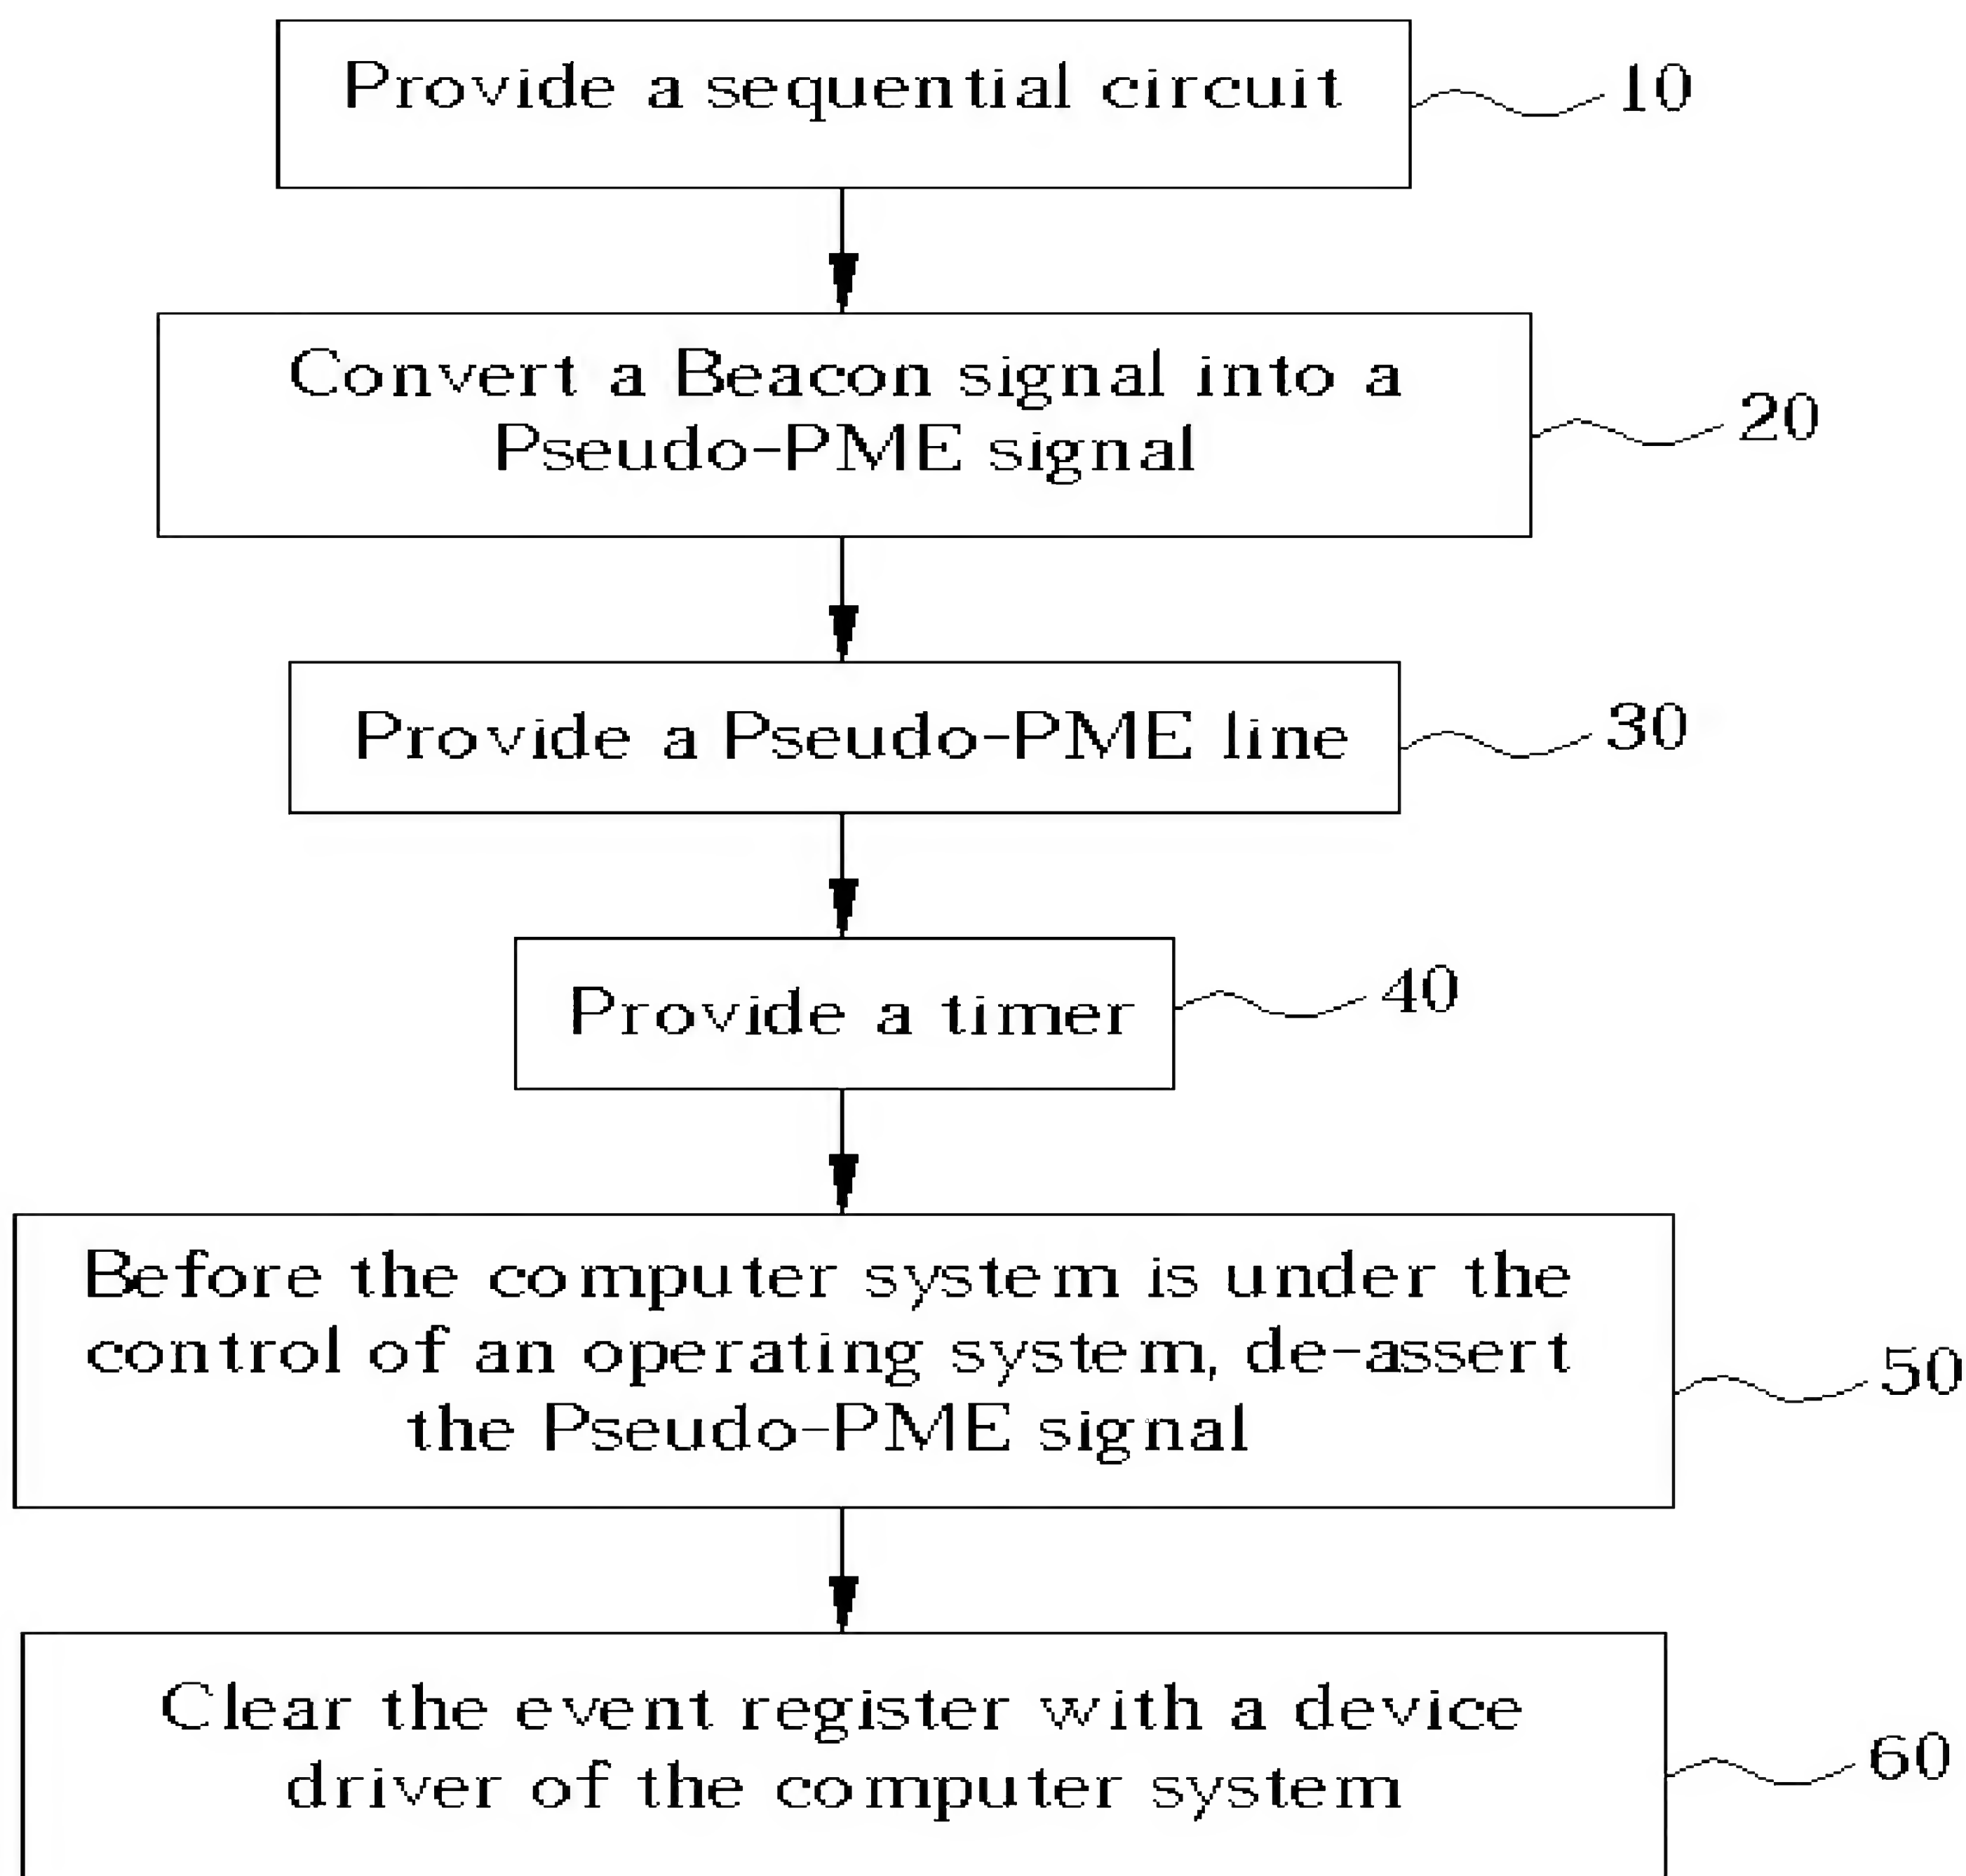 Provide a sequential circuit
10
Convert a Beacon signal into a
Pseudo-PME signal
20
Provide a Pseudo-PME line
30
Provide a timer
40
Before the computer system is under the
control of an operating system, de-assert
the Pseudo-PME signal
50
Clear the event register with a device
driver of the computer system
60